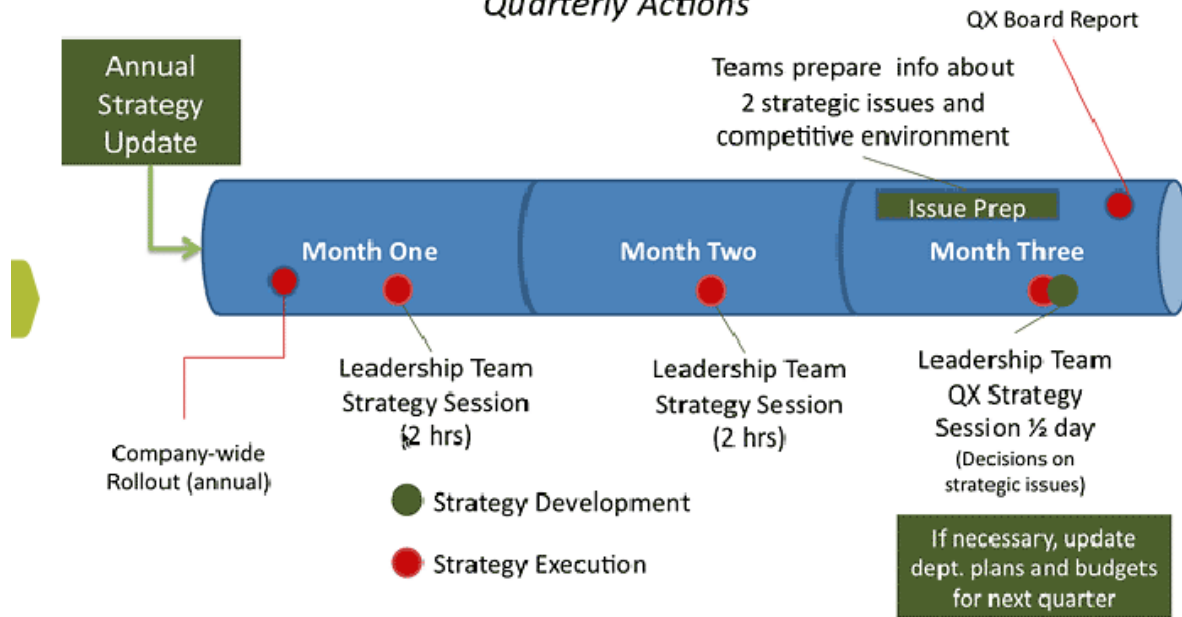 Quarterly Actions
QX Board Report
Annual
Strategy
Update
Teams prepare info about
2 strategic issues and
competitive environment
Issue Prep
Month One
Month Two
Month Three
Leadership Team
Strategy Session
(2 hrs)
Leadership Team
Strategy Session
(2 hrs)
Leadership Team
QX Strategy
Session ½ day
(Decisions on
strategic issues)
Company-wide
Rollout (annual)
Strategy Development
Strategy Execution
If necessary, update
dept. plans and budgets
for next quarter